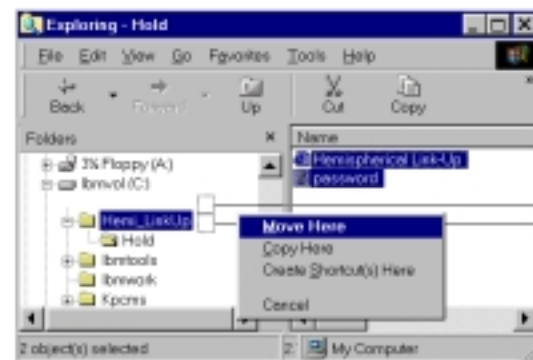 Exploring - Hold
File Edit View Go Favorites Tools Help
Back Forward Up Cut Copy
Folders Name
3½ Floppy (A:) Hemispherical Link-Up
Ibmvol (C:) password
Hemi_LinkUp
Move Here
Hold Copy Here
Ibmtools Create Shortcut(s) Here
Ibmwork
Kpcms Cancel
2 object(s) selected 2 My Computer